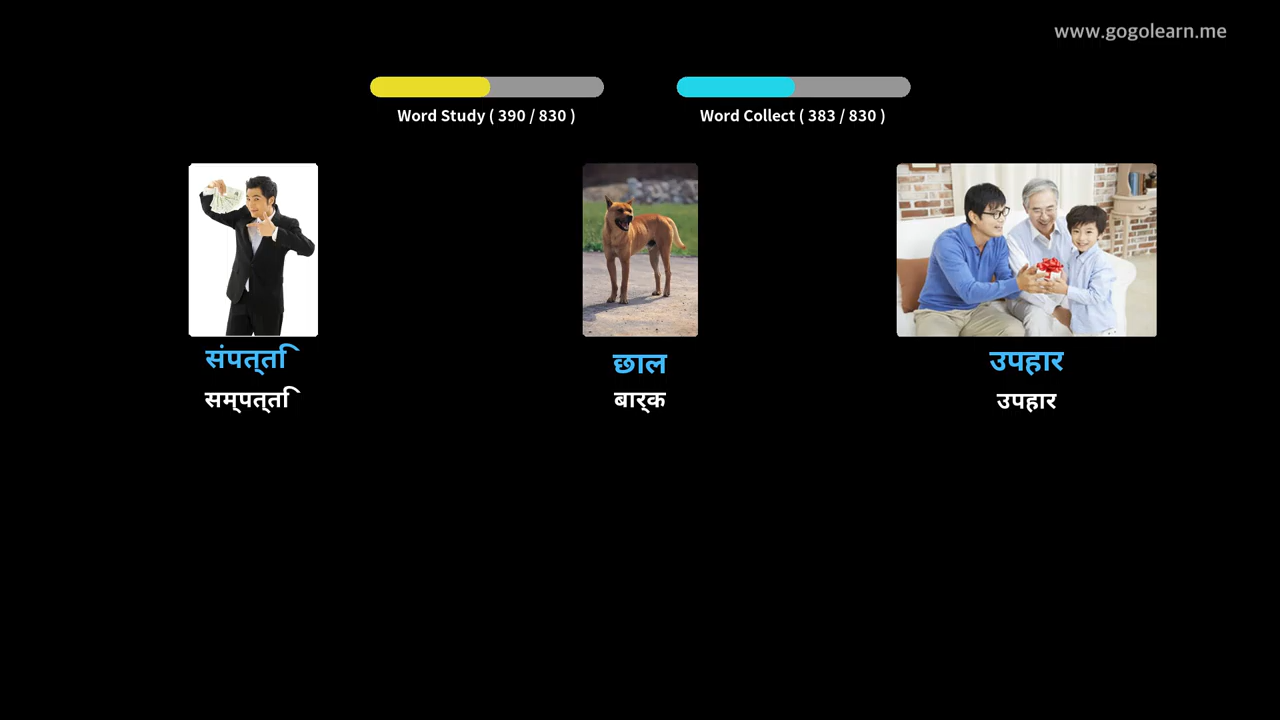 www.gogolearn.me
Word Study ( 390 / 830 )
Word Collect ( 383 / 830 )
संपत्ति
छाल
उपहार
सम्पत्ति
बार्क
उपहार